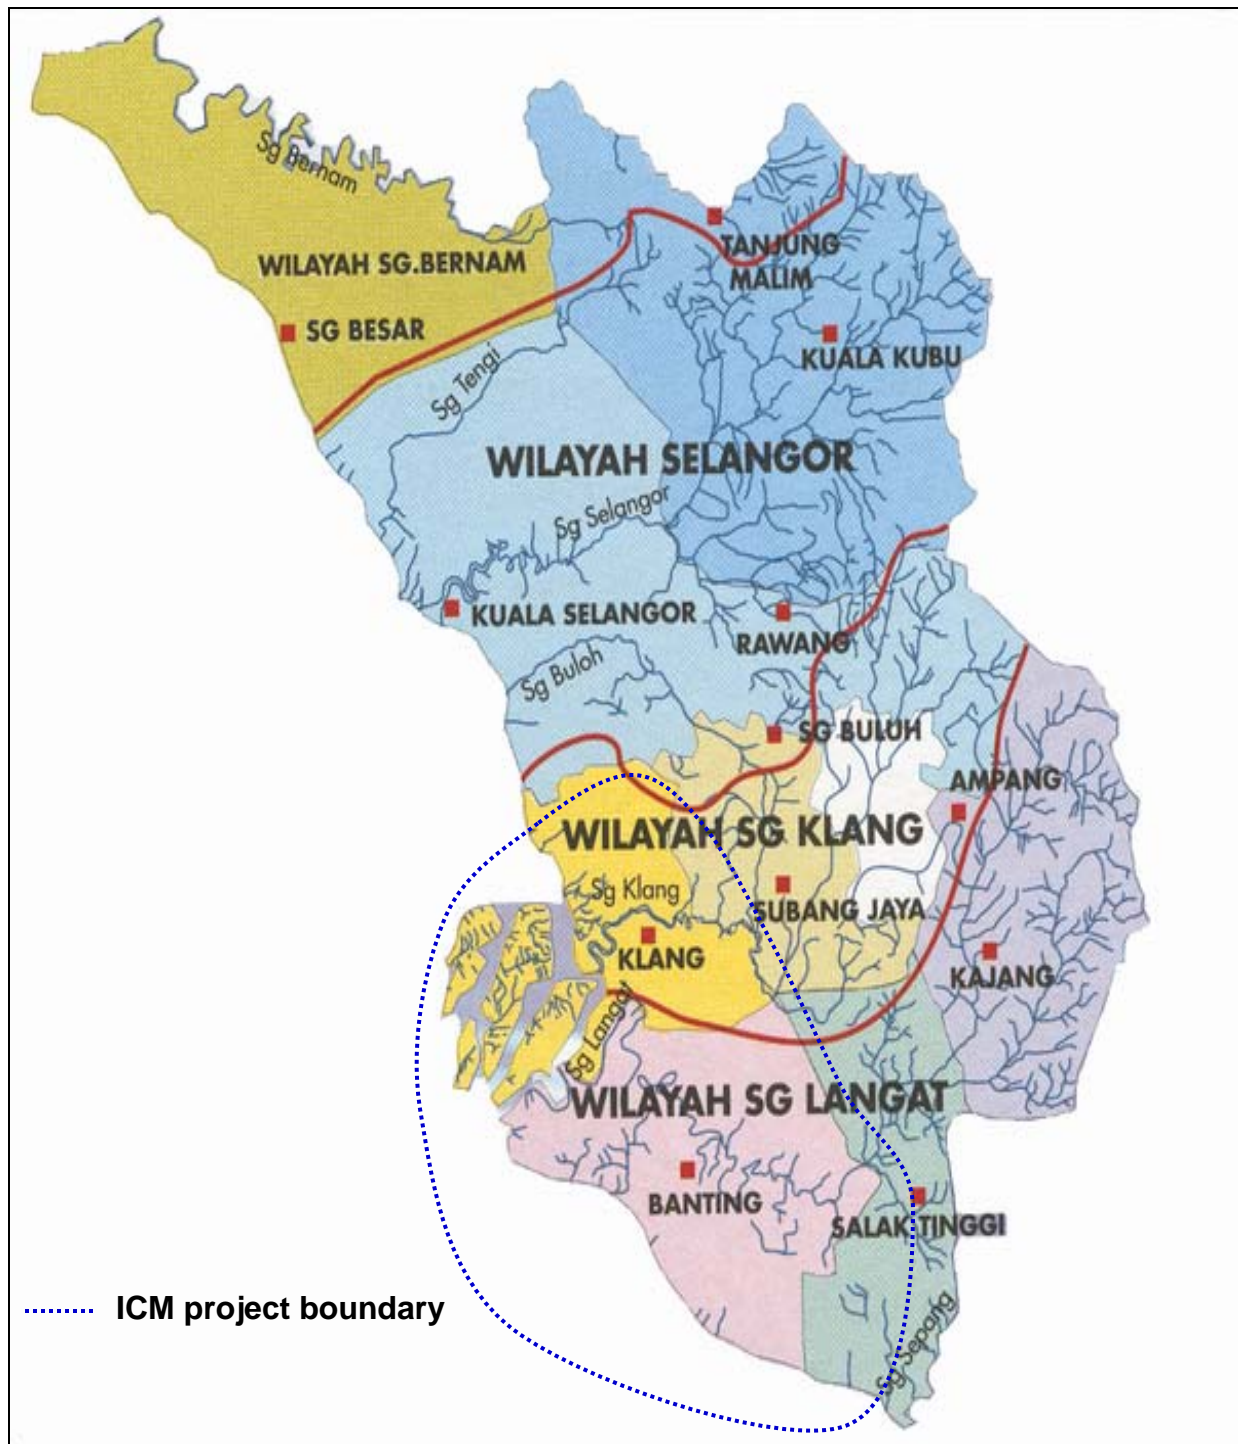 Sg Bernam
WILAYAH SG.BERNAM
SG BESAR
TANJUNG
MALIM
KUALA KUBU
Sg Tengi
WILAYAH SELANGOR
Sg Selangor
KUALA SELANGOR
RAWANG
Sg Buloh
SG BULUH
AMPANG
WILAYAH SG KLANG
Sg Klang
SUBANG JAYA
KLANG
KAJANG
Sg Langat
WILAYAH SG LANGAT
BANTING
SALAK TINGGI
ICM project boundary
Sg Sepang